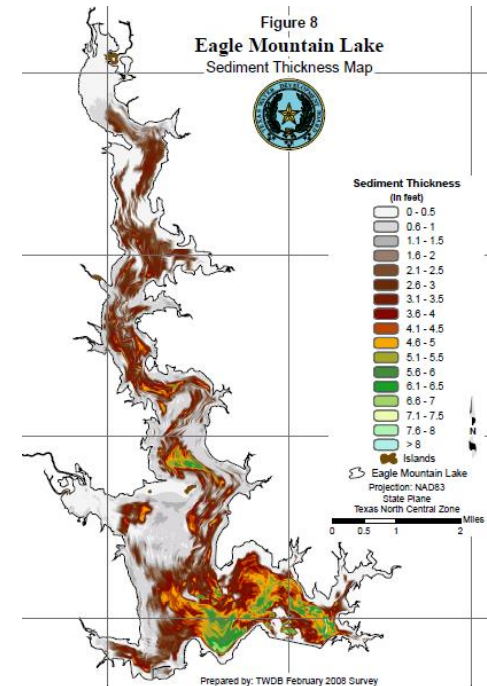 Figure 8
Eagle Mountain Lake
Sediment Thickness Map
TEXAS WATER DEVELOPMENT BOARD
Sediment Thickness
(in feet)
0 - 0.5
0.6 - 1
1.1 - 1.5
1.6 - 2
2.1 - 2.5
2.6 - 3
3.1 - 3.5
3.6 - 4
4.1 - 4.5
4.6 - 5
5.1 - 5.5
5.6 - 6
6.1 - 6.5
6.6 - 7
7.1 - 7.5
7.6 - 8
> 8
N
Islands
Eagle Mountain Lake
Projection: NAD83
State Plane
Texas North Central Zone
Miles
0 0.5 1 2
Prepared by: TWDB February 2008 Survey